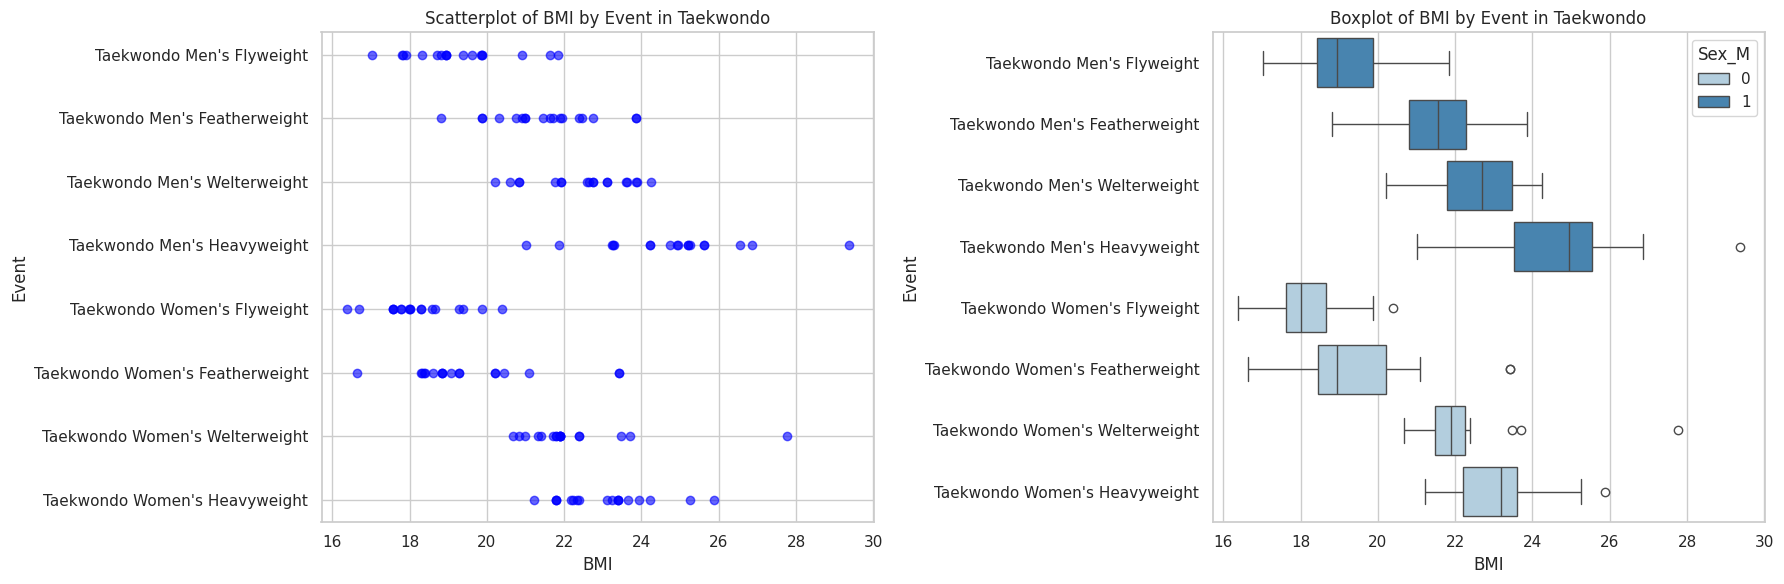 Scatterplot of BMI by Event in Taekwondo
Event
Taekwondo Men's Flyweight
Taekwondo Men's Featherweight
Taekwondo Men's Welterweight
Taekwondo Men's Heavyweight
Taekwondo Women's Flyweight
Taekwondo Women's Featherweight
Taekwondo Women's Welterweight
Taekwondo Women's Heavyweight
16 18 20 22 24 26 28 30
BMI
Boxplot of BMI by Event in Taekwondo
Event
Taekwondo Men's Flyweight
Taekwondo Men's Featherweight
Taekwondo Men's Welterweight
Taekwondo Men's Heavyweight
Taekwondo Women's Flyweight
Taekwondo Women's Featherweight
Taekwondo Women's Welterweight
Taekwondo Women's Heavyweight
Sex_M
0
1
16 18 20 22 24 26 28 30
BMI